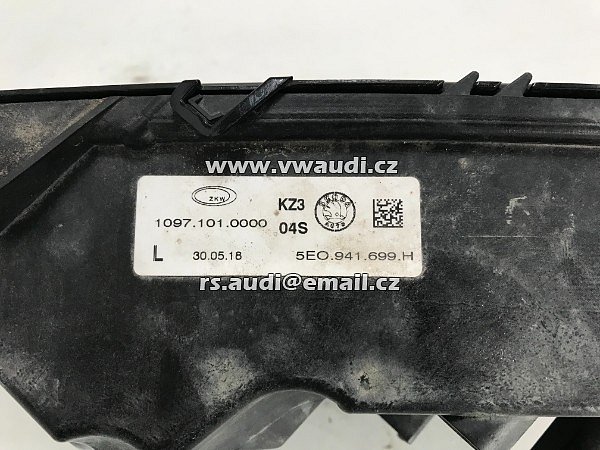 www.vwaudi.cz
ZKW
1097.101.0000
KZ3
04S
L
30.05.18
5E0.941.699.H
rs.audi@email.cz